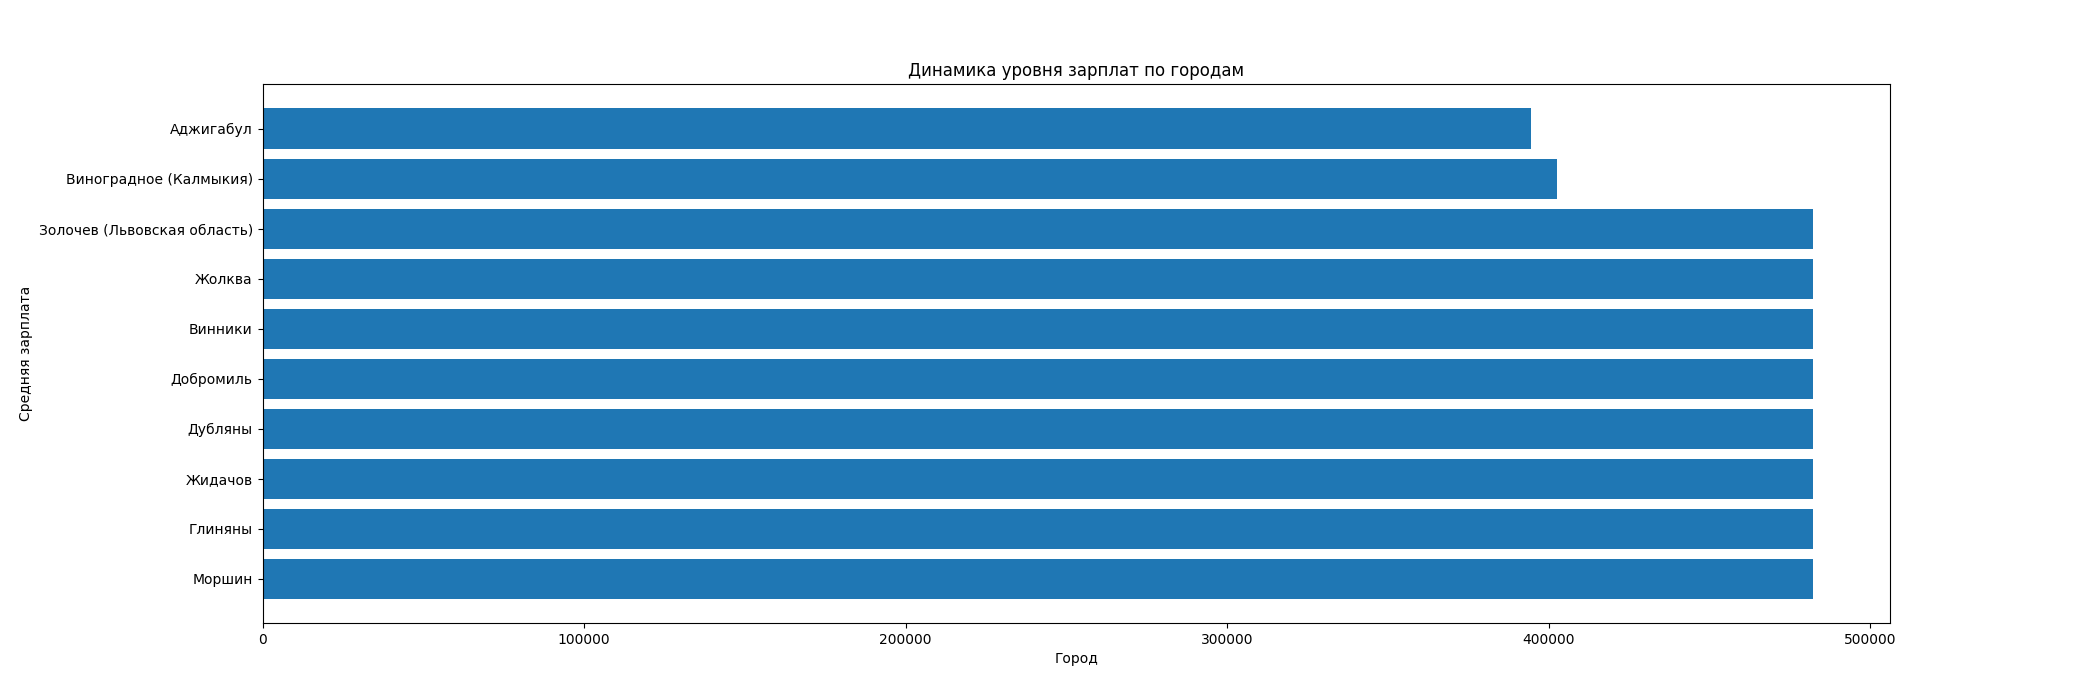 Динамика уровня зарплат по городам
Аджигабул
Виноградное (Калмыкия)
Золочев (Львовская область)
Жолква
Винники
Добромиль
Дубляны
Жидачов
Глиняны
Моршин
Средняя зарплата
0 100000 200000 300000 400000 500000
Город